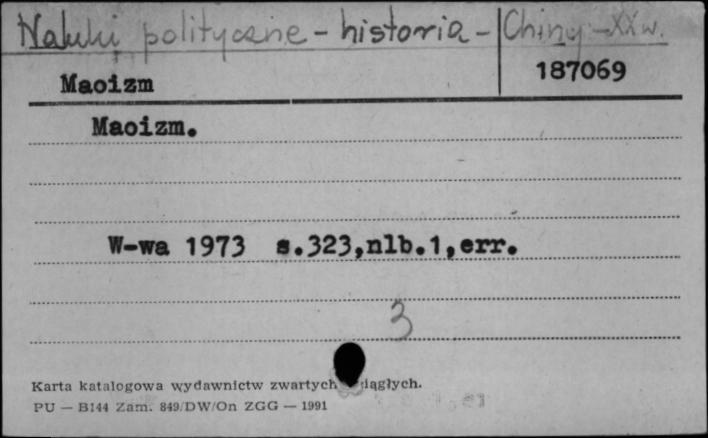 Nauki polityczne - historia - Chiny - XX w.
Maoizm
187069
Maoizm.
W-wa 1973 s.323,nlb.1,err.
3
Karta katalogowa wydawnictw zwartych ciągłych.
PU — B144 Zam. 849/DW/On ZGG — 1991